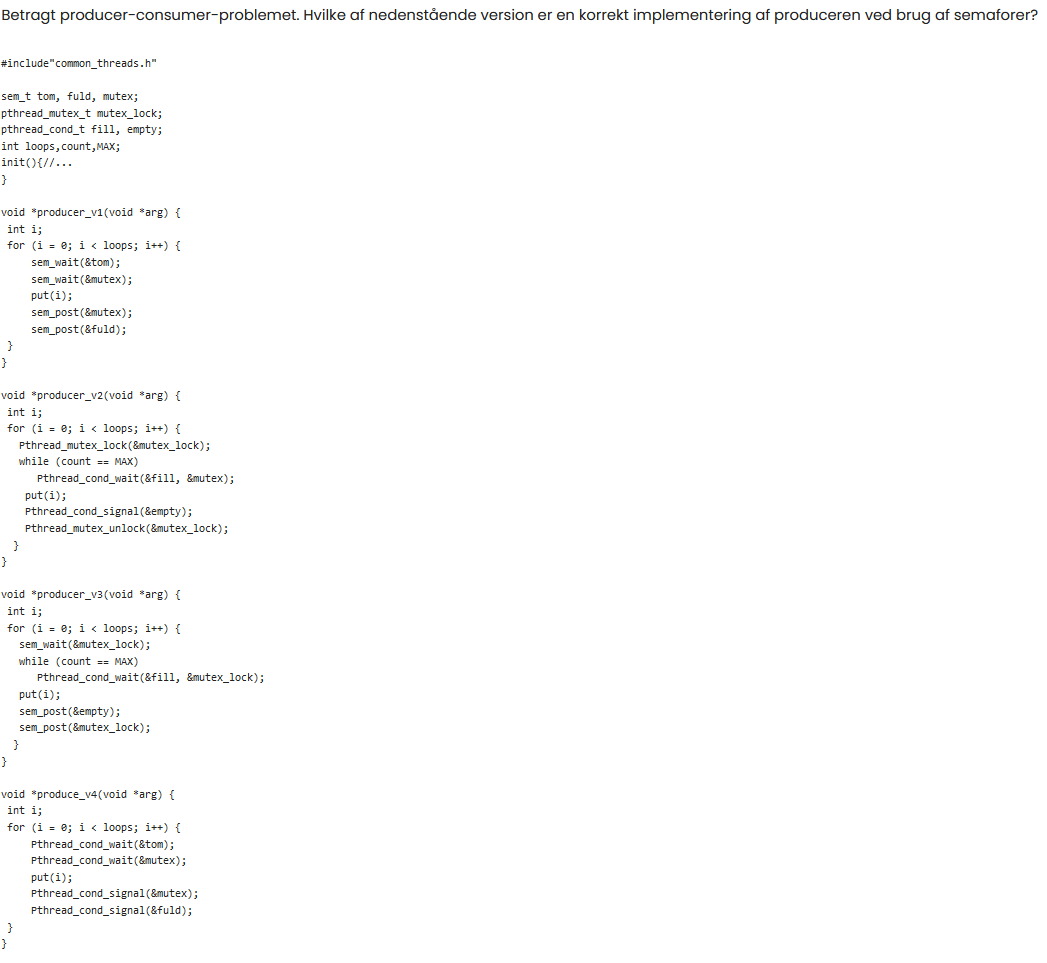 Betragt producer-consumer-problemet. Hvilke af nedenstående version er en korrekt implementering af produceren ved brug af semaforer?
#include"common_threads.h"
sem_t tom, fuld, mutex;
pthread_mutex_t mutex_lock;
pthread_cond_t fill, empty;
int loops,count,MAX;
init(){//...
}
void *producer_v1(void *arg) {
int i;
for (i = 0; i < loops; i++) {
sem_wait(&tom);
sem_wait(&mutex);
put(i);
sem_post(&mutex);
sem_post(&fuld);
}
}
void *producer_v2(void *arg) {
int i;
for (i = 0; i < loops; i++) {
Pthread_mutex_lock(&mutex_lock);
while (count == MAX)
Pthread_cond_wait(&fill, &mutex);
put(i);
Pthread_cond_signal(&empty);
Pthread_mutex_unlock(&mutex_lock);
}
}
void *producer_v3(void *arg) {
int i;
for (i = 0; i < loops; i++) {
sem_wait(&mutex_lock);
while (count == MAX)
Pthread_cond_wait(&fill, &mutex_lock);
put(i);
sem_post(&empty);
sem_post(&mutex_lock);
}
}
void *produce_v4(void *arg) {
int i;
for (i = 0; i < loops; i++) {
Pthread_cond_wait(&tom);
Pthread_cond_wait(&mutex);
put(i);
Pthread_cond_signal(&mutex);
Pthread_cond_signal(&fuld);
}
}